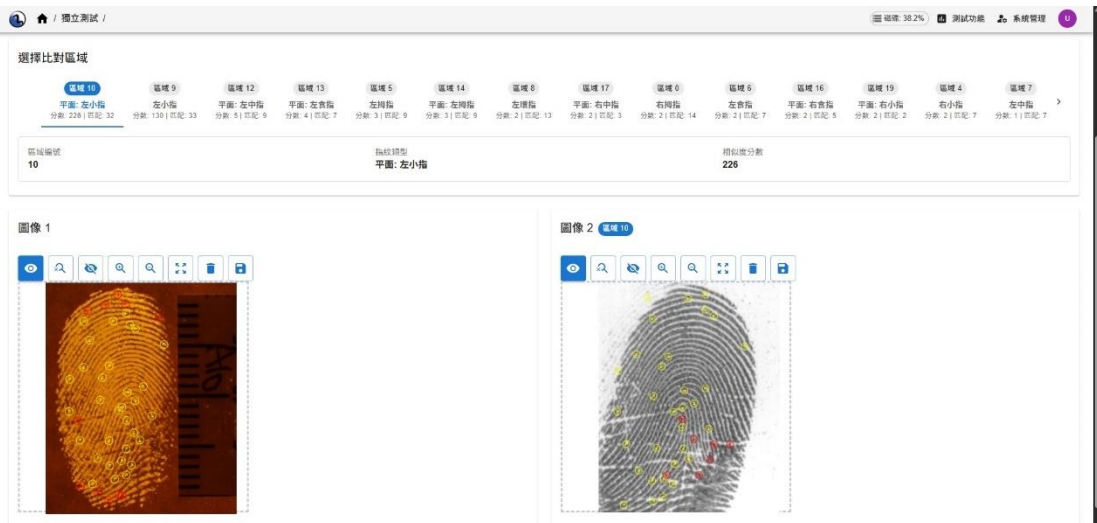 / 獨立測試 /
磁碟: 38.2%
測試功能
系統管理
U
選擇比對區域
區域 10
平面: 左小指
分數: 226 | 匹配: 32
區域 9
左小指
分數: 130 | 匹配: 33
區域 12
平面: 左中指
分數: 5 | 匹配: 9
區域 13
平面: 左食指
分數: 4 | 匹配: 7
區域 5
左拇指
分數: 3 | 匹配: 9
區域 14
平面: 左拇指
分數: 3 | 匹配: 9
區域 8
左環指
分數: 2 | 匹配: 13
區域 17
平面: 右中指
分數: 2 | 匹配: 3
區域 0
右拇指
分數: 2 | 匹配: 14
區域 6
左食指
分數: 2 | 匹配: 7
區域 16
平面: 右食指
分數: 2 | 匹配: 5
區域 19
平面: 右小指
分數: 2 | 匹配: 2
區域 4
右小指
分數: 2 | 匹配: 7
區域 7
左中指
分數: 1 | 匹配: 7
區域編號
10
指紋類型
平面: 左小指
相似度分數
226
圖像 1
圖像 2
區域 10